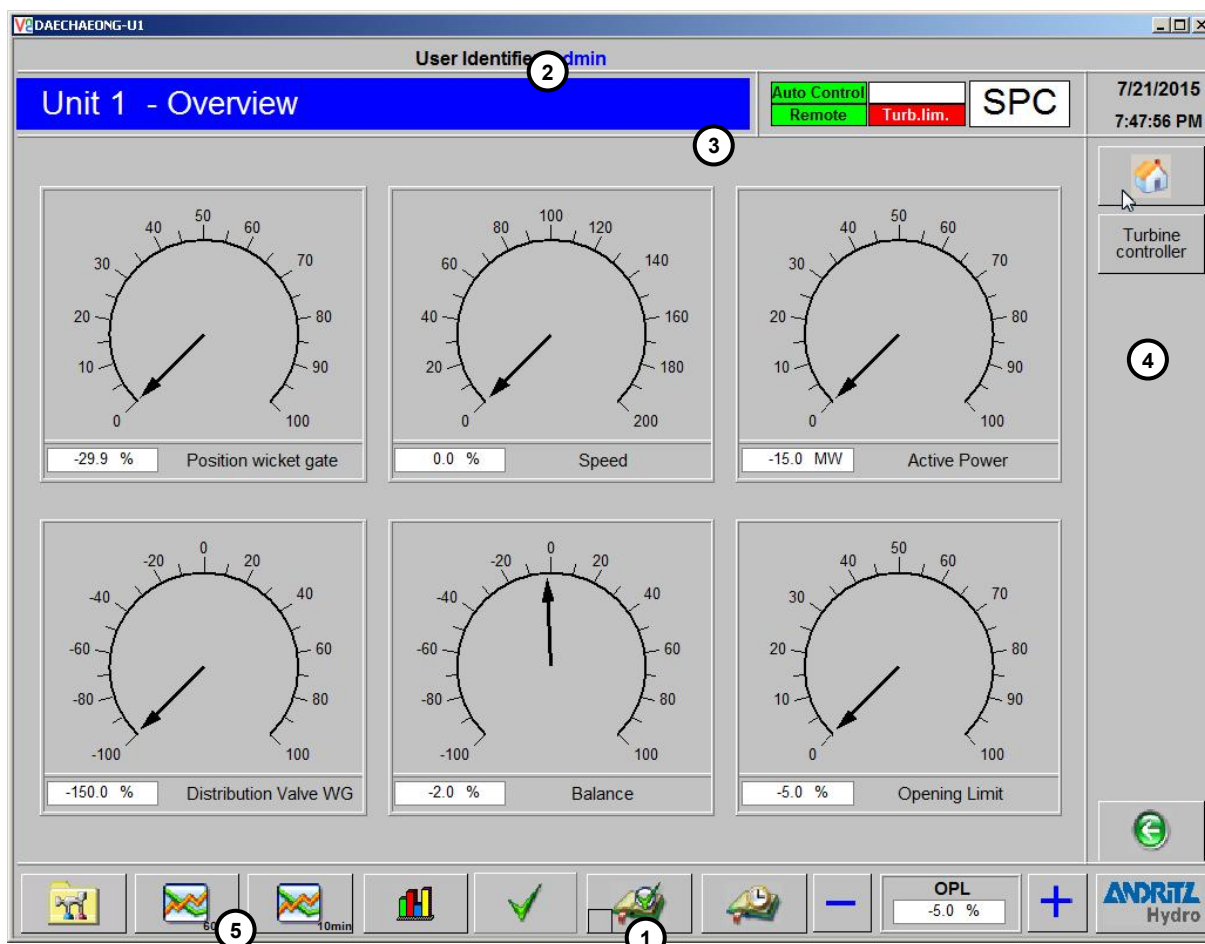 DAECHAEONG-U1
User Identifie dmin
2
Unit 1 - Overview
Auto Control
Remote
Turb.lim.
SPC
7/21/2015
7:47:56 PM
3
Turbine
controller
4
0 10 20 30 40 50 60 70 80 90 100
-29.9 % Position wicket gate
0 20 40 60 80 100 120 140 160 180 200
0.0 % Speed
0 10 20 30 40 50 60 70 80 90 100
-15.0 MW Active Power
-100 -80 -60 -40 -20 0 20 40 60 80 100
-150.0 % Distribution Valve WG
-100 -80 -60 -40 -20 0 20 40 60 80 100
-2.0 % Balance
0 10 20 30 40 50 60 70 80 90 100
-5.0 % Opening Limit
5
10min
1
OPL
-5.0 %
ANDRITZ
Hydro